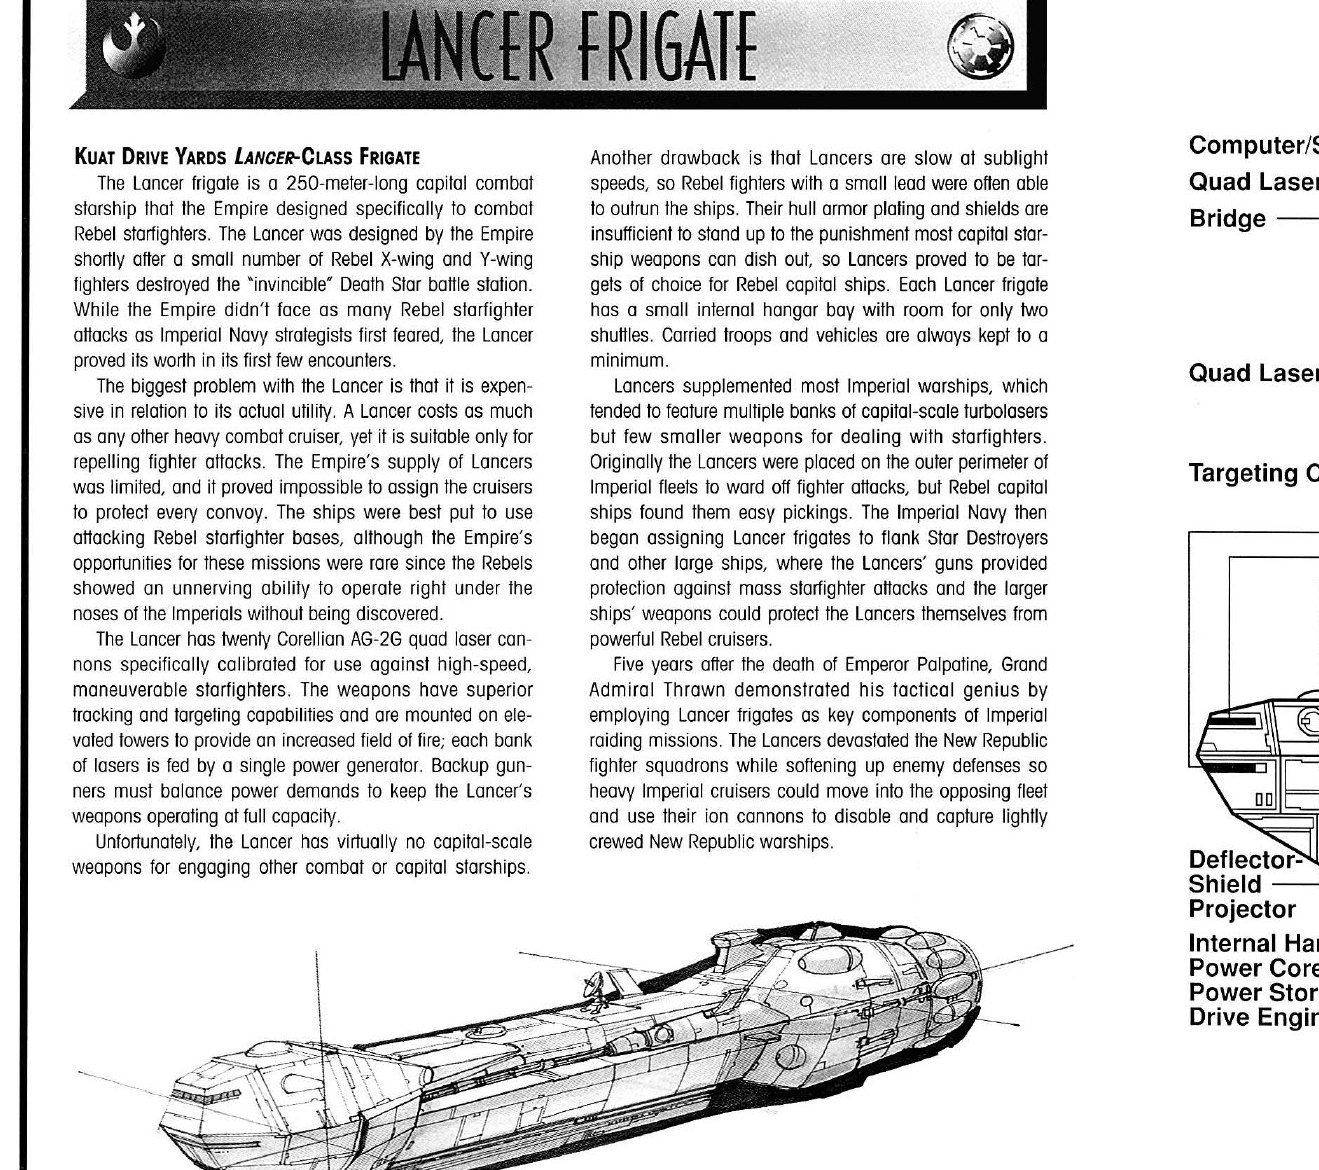 LANCER FRIGATE
KUAT DRIVE YARDS LANCER-CLASS FRIGATE
The Lancer frigate is a 250-meter-long capital combat
starship that the Empire designed specifically to combat
Rebel starfighters. The Lancer was designed by the Empire
shortly after a small number of Rebel X-wing and Y-wing
fighters destroyed the "invincible" Death Star battle station.
While the Empire didn't face as many Rebel starfighter
attacks as Imperial Navy strategists first feared, the Lancer
proved its worth in its first few encounters.
The biggest problem with the Lancer is that it is expen-
sive in relation to its actual utility. A Lancer costs as much
as any other heavy combat cruiser, yet it is suitable only for
repelling fighter attacks. The Empire's supply of Lancers
was limited, and it proved impossible to assign the cruisers
to protect every convoy. The ships were best put to use
attacking Rebel starfighter bases, although the Empire's
opportunities for these missions were rare since the Rebels
showed an unnerving ability to operate right under the
noses of the Imperials without being discovered.
The Lancer has twenty Corellian AG-2G quad laser can-
nons specifically calibrated for use against high-speed,
maneuverable starfighters. The weapons have superior
tracking and targeting capabilities and are mounted on ele-
vated towers to provide an increased field of fire; each bank
of lasers is fed by a single power generator. Backup gun-
ners must balance power demands to keep the Lancer's
weapons operating at full capacity.
Unfortunately, the Lancer has virtually no capital-scale
weapons for engaging other combat or capital starships.
Another drawback is that Lancers are slow at sublight
speeds, so Rebel fighters with a small lead were often able
to outrun the ships. Their hull armor plating and shields are
insufficient to stand up to the punishment most capital star-
ship weapons can dish out, so Lancers proved to be tar-
gets of choice for Rebel capital ships. Each Lancer frigate
has a small internal hangar bay with room for only two
shuttles. Carried troops and vehicles are always kept to a
minimum.
Lancers supplemented most Imperial warships, which
tended to feature multiple banks of capital-scale turbolasers
but few smaller weapons for dealing with starfighters.
Originally the Lancers were placed on the outer perimeter of
Imperial fleets to ward off fighter attacks, but Rebel capital
ships found them easy pickings. The Imperial Navy then
began assigning Lancer frigates to flank Star Destroyers
and other large ships, where the Lancers' guns provided
protection against mass starfighter attacks and the larger
ships' weapons could protect the Lancers themselves from
powerful Rebel cruisers.
Five years after the death of Emperor Palpatine, Grand
Admiral Thrawn demonstrated his tactical genius by
employing Lancer frigates as key components of Imperial
raiding missions. The Lancers devastated the New Republic
fighter squadrons while softening up enemy defenses so
heavy Imperial cruisers could move into the opposing fleet
and use their ion cannons to disable and capture lightly
crewed New Republic warships.
Computer/
Quad Laser
Bridge
Quad Laser
Targeting
Deflector
Shield
Projector
Internal
Power Core
Power
Drive